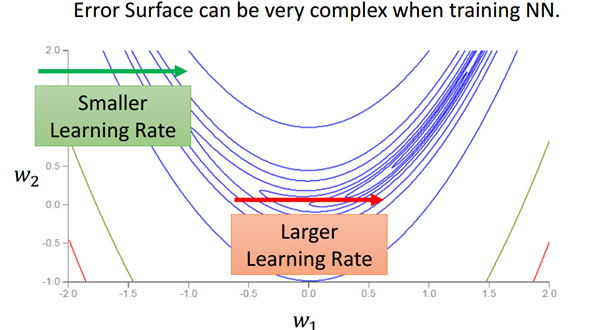 Error Surface can be very complex when training NN.
2.0
Smaller
Learning Rate
w2
0.5
0.0
-0.5
-1.0
Larger
Learning Rate
-2.0 -1.5 -1.0 -0.5 0.0 0.5 1.0 1.5 2.0
w1